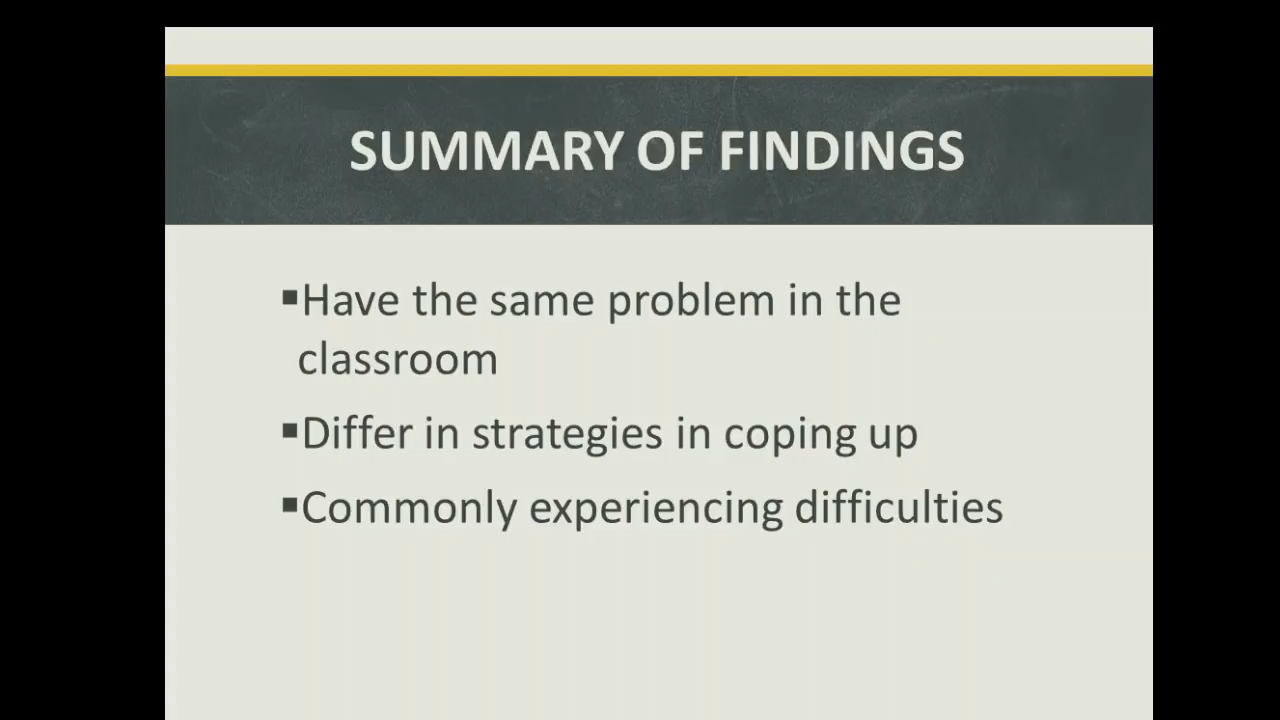 SUMMARY OF FINDINGS
▪Have the same problem in the
classroom
▪Differ in strategies in coping up
▪Commonly experiencing difficulties